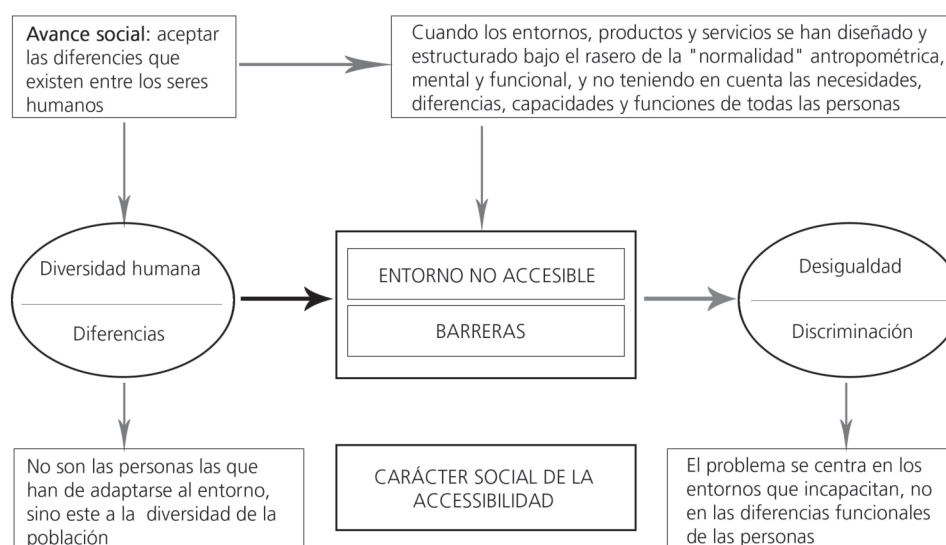 Avance social: aceptar
las diferencies que
existen entre los seres
humanos
Cuando los entornos, productos y servicios se han diseñado y
estructurado bajo el rasero de la "normalidad" antropométrica,
mental y funcional, y no teniendo en cuenta las necesidades,
diferencias, capacidades y funciones de todas las personas
Diversidad humana
Diferencias
ENTORNO NO ACCESIBLE
BARRERAS
Desigualdad
Discriminación
No son las personas las que
han de adaptarse al entorno,
sino este a la diversidad de la
población
CARÁCTER SOCIAL DE LA
ACCESSIBILIDAD
El problema se centra en los
entornos que incapacitan, no
en las diferencias funcionales
de las personas